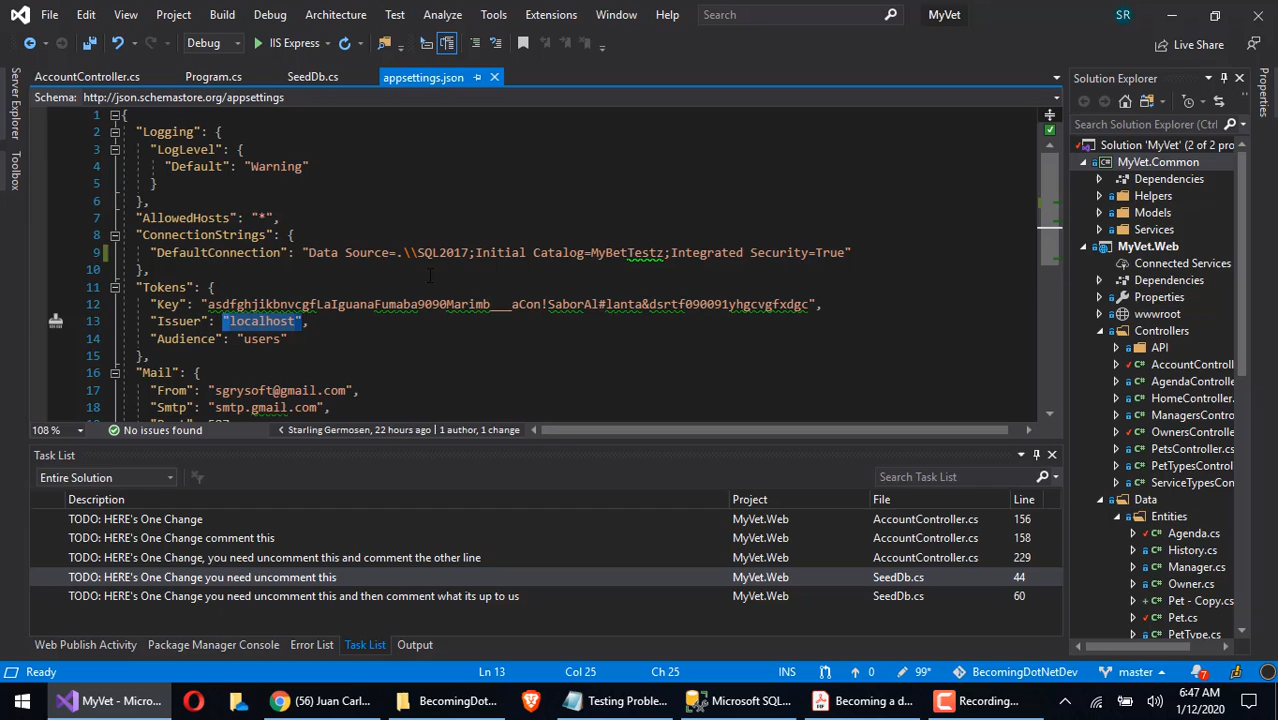 File Edit View Project Build Debug Architecture Test Analyze Tools Extensions Window Help Search MyVet SR
Debug IIS Express Live Share
AccountController.cs Program.cs SeedDb.cs appsettings.json Solution Explorer
Schema: http://json.schemastore.org/appsettings
Server Explorer
Toolbox
Properties
1 {
2 "Logging": {
3 "LogLevel": {
4 "Default": "Warning"
5 }
6 },
7 "AllowedHosts": "*",
8 "ConnectionStrings": {
9 "DefaultConnection": "Data Source=.\\SQL2017;Initial Catalog=MyBetTestz;Integrated Security=True"
10 },
11 "Tokens": {
12 "Key": "asdfghjikbnvcgfLaIguanaFumaba9090Marimb___aCon!SaborAl#lanta&dsrtf090091yhgcvgfxdgc",
13 "Issuer": "localhost",
14 "Audience": "users"
15 },
16 "Mail": {
17 "From": "sgrysoft@gmail.com",
18 "Smtp": "smtp.gmail.com",
108 % No issues found Starling Germosen, 22 hours ago | 1 author, 1 change
Search Solution Explorer (Ctrl
Solution 'MyVet' (2 of 2 pro
MyVet.Common
Dependencies
Helpers
Models
Services
MyVet.Web
Connected Services
Dependencies
Properties
wwwroot
Controllers
API
AccountController
AgendaController
HomeController.
ManagersContro
OwnersControlle
PetsController.cs
PetTypesControll
ServiceTypesCon
Data
Entities
Agenda.cs
History.cs
Manager.cs
Owner.cs
Pet - Copy.cs
Pet.cs
PetType.cs
Task List
Entire Solution Search Task List
Description Project File Line
TODO: HERE's One Change MyVet.Web AccountController.cs 156
TODO: HERE's One Change comment this MyVet.Web AccountController.cs 158
TODO: HERE's One Change, you need uncomment this and comment the other line MyVet.Web AccountController.cs 229
TODO: HERE's One Change you need uncomment this MyVet.Web SeedDb.cs 44
TODO: HERE's One Change you need uncomment this and then comment what its up to us MyVet.Web SeedDb.cs 60
Web Publish Activity Package Manager Console Error List Task List Output
Ready Ln 13 Col 25 Ch 25 INS 0 99* BecomingDotNetDev master 7
MyVet - Micros... (56) Juan Carl... BecomingDot... Testing Proble... Microsoft SQL... Becoming a d... Recording... 6:47 AM
1/12/2020